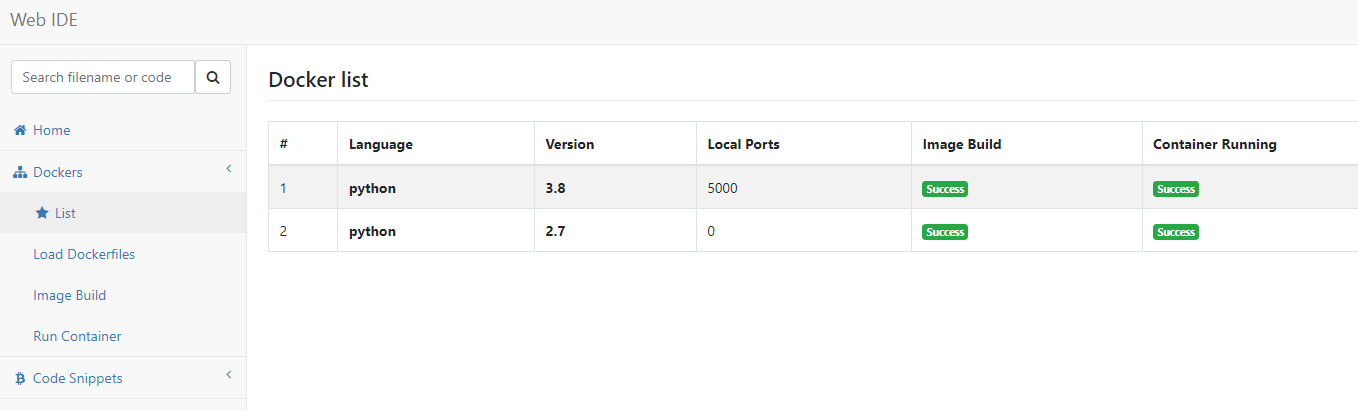 Web IDE
Search filename or code
Home
Dockers
List
Load Dockerfiles
Image Build
Run Container
Code Snippets
Docker list
# Language Version Local Ports Image Build Container Running
1 python 3.8 5000 Success Success
2 python 2.7 0 Success Success